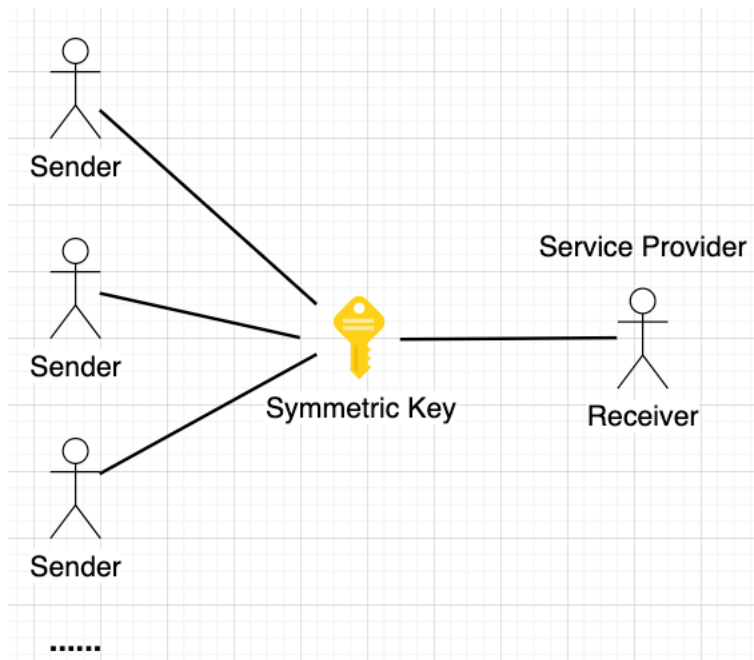 Sender
Service Provider
Sender
Symmetric Key
Receiver
Sender
......